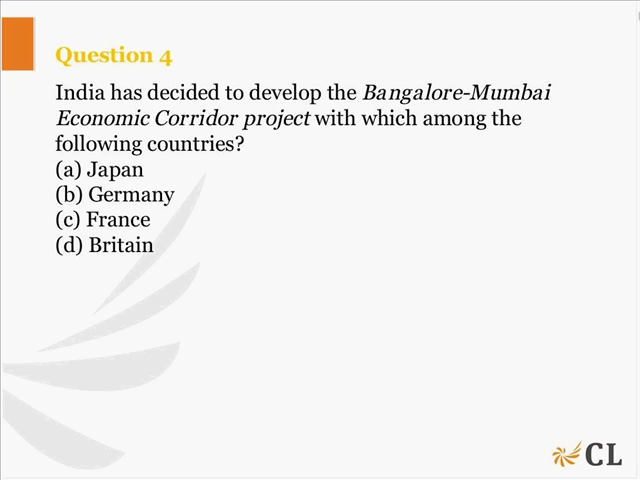 Question 4
India has decided to develop the Bangalore-Mumbai
Economic Corridor project with which among the
following countries?
(a) Japan
(b) Germany
(c) France
(d) Britain
CL